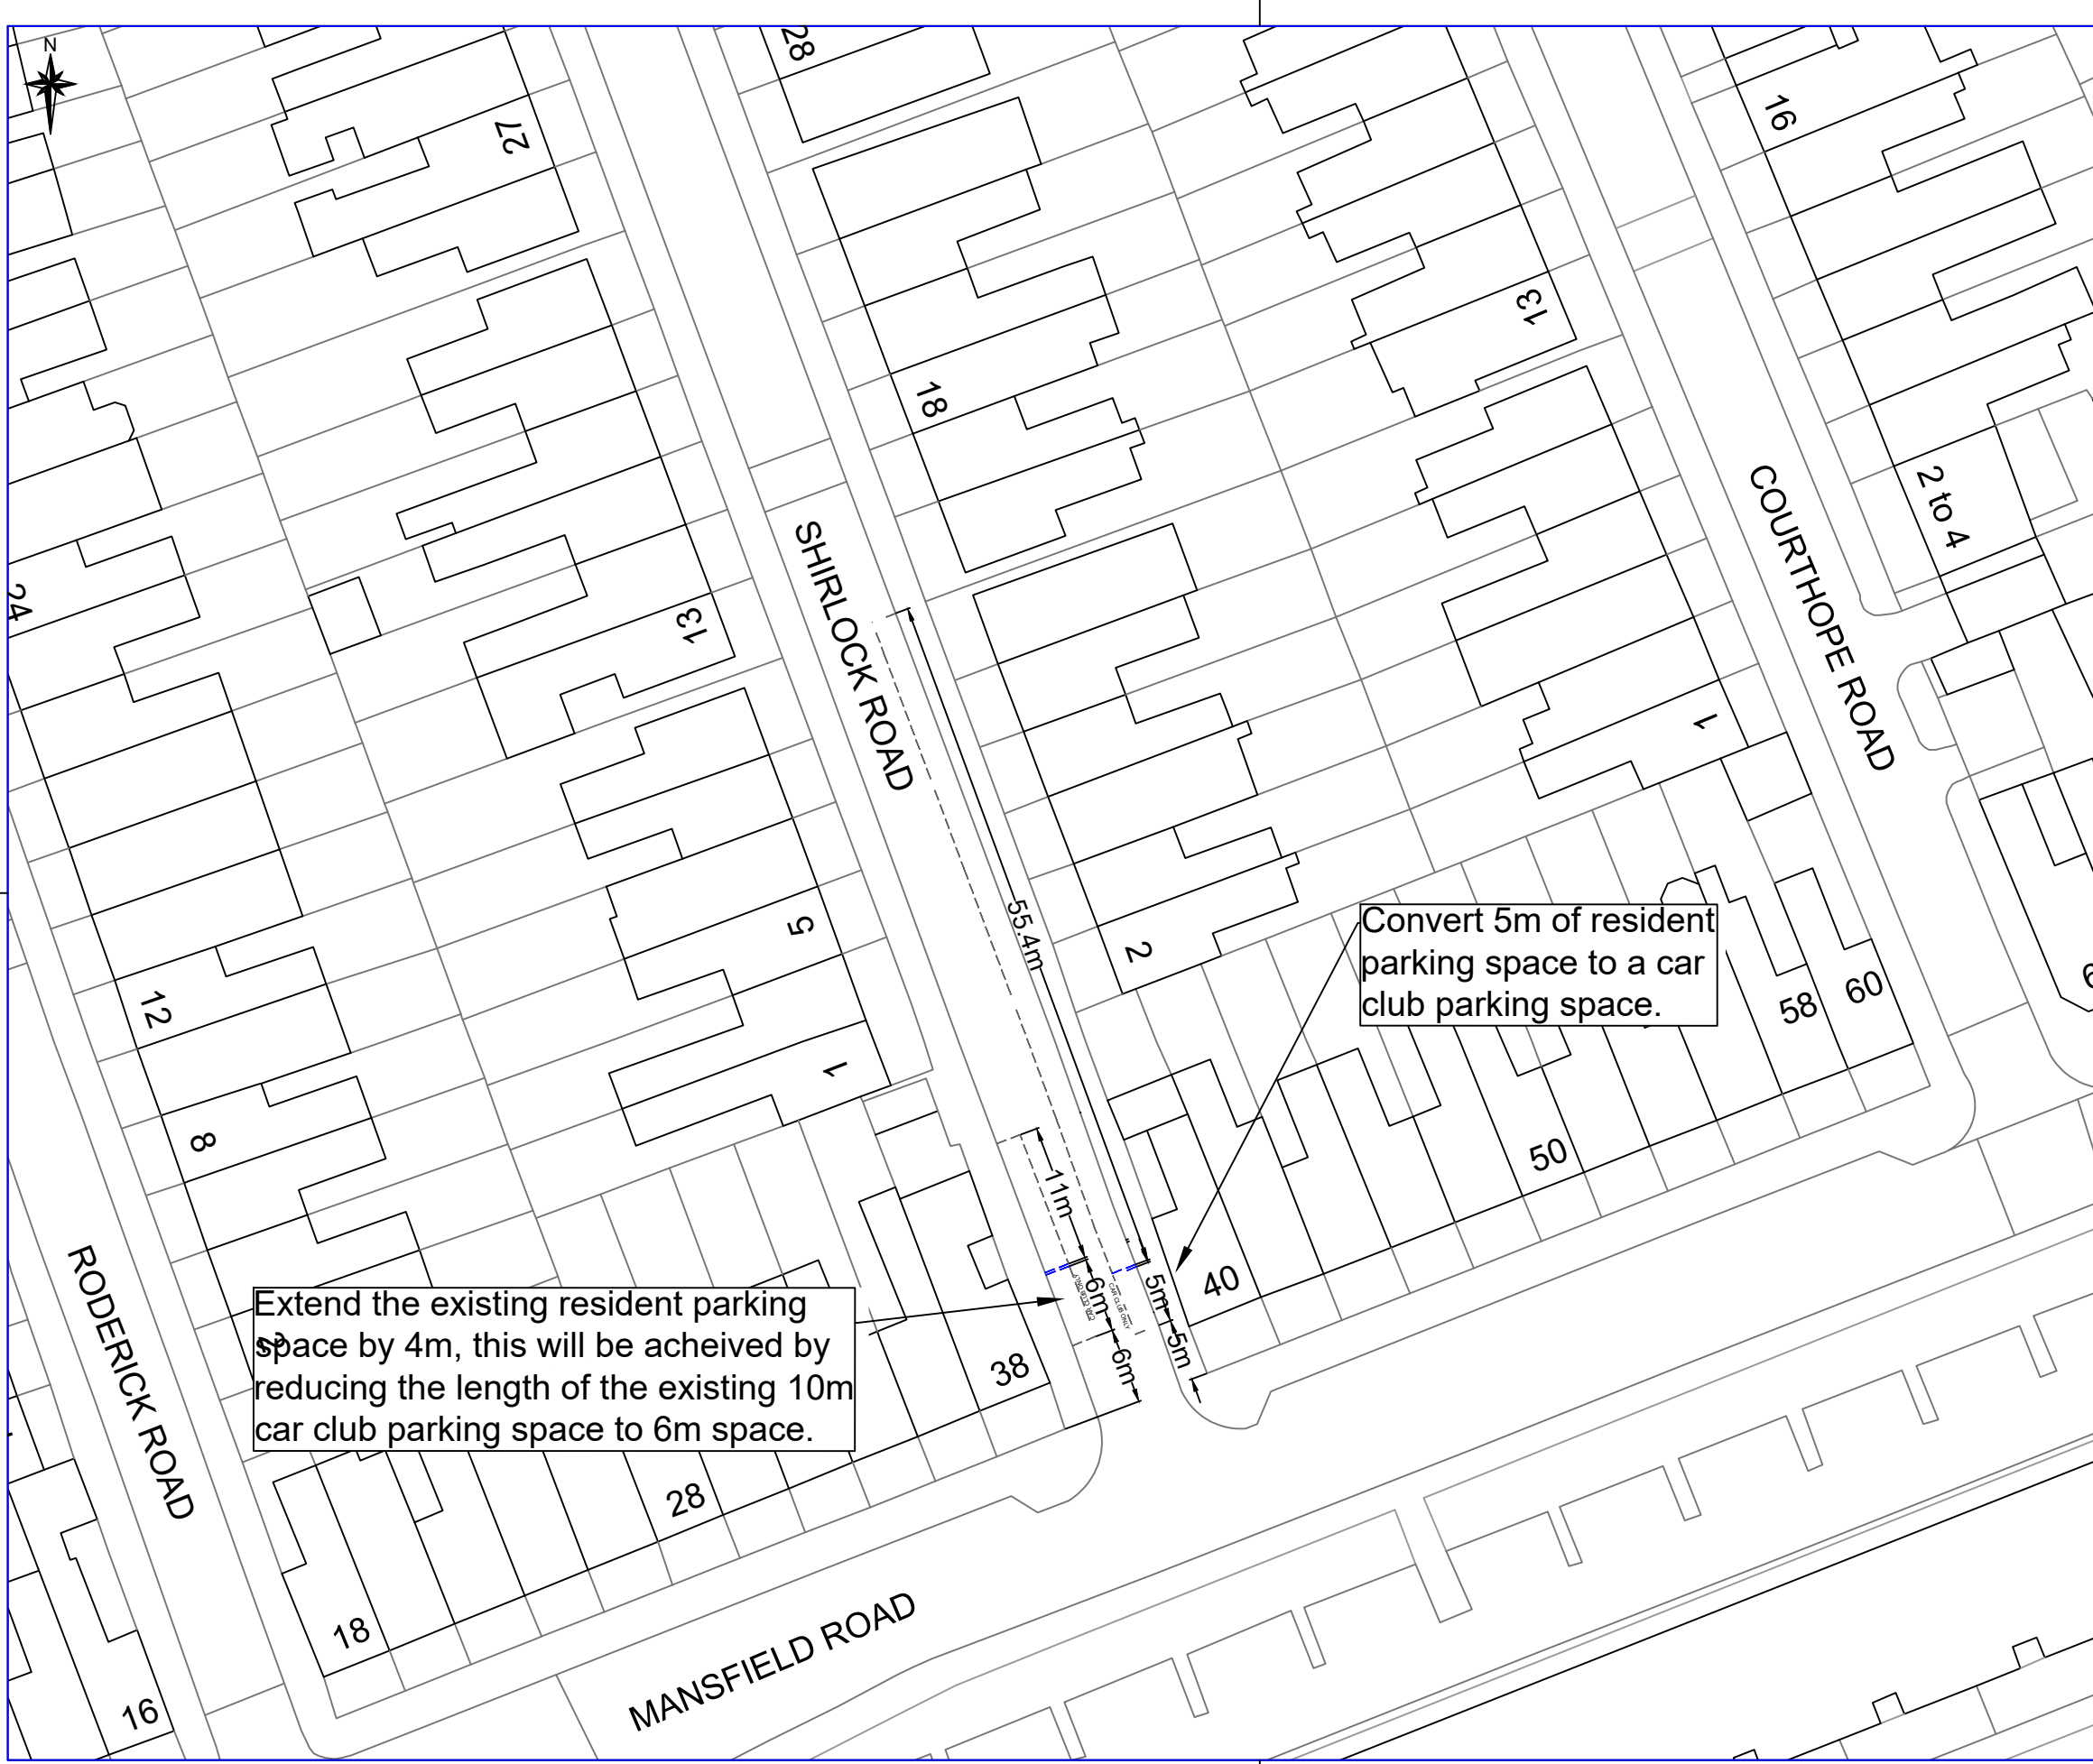 N
28
27
16
13
18
2 to 4
COURTHOPE ROAD
SHIRLOCK ROAD
24
13
1
55.4m
5
2
Convert 5m of resident
parking space to a car
club parking space.
58
60
12
1
8
50
11m
40
6m
5m
CAR CLUB ONLY
5m
6m
38
RODERICK ROAD
Extend the existing resident parking
space by 4m, this will be acheived by
reducing the length of the existing 10m
car club parking space to 6m space.
28
18
16
MANSFIELD ROAD